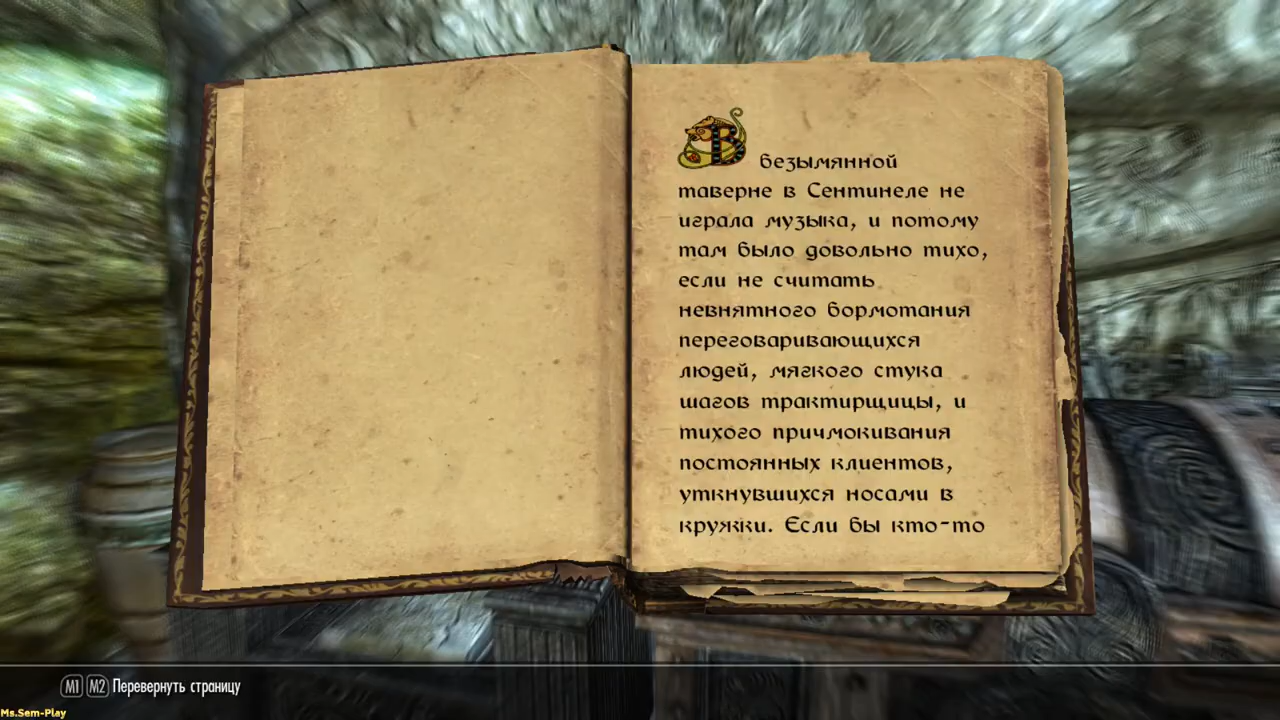 В безымянной
таверне в Сентинеле не
играла музыка, и потому
там было довольно тихо,
если не считать
невнятного бормотания
переговаривающихся
людей, мягкого стука
шагов трактирщицы, и
тихого причмокивания
постоянных клиентов,
уткнувшихся носами в
кружки. Если бы кто-то
M1 M2 Перевернуть страницу
Ms.Sem-Play